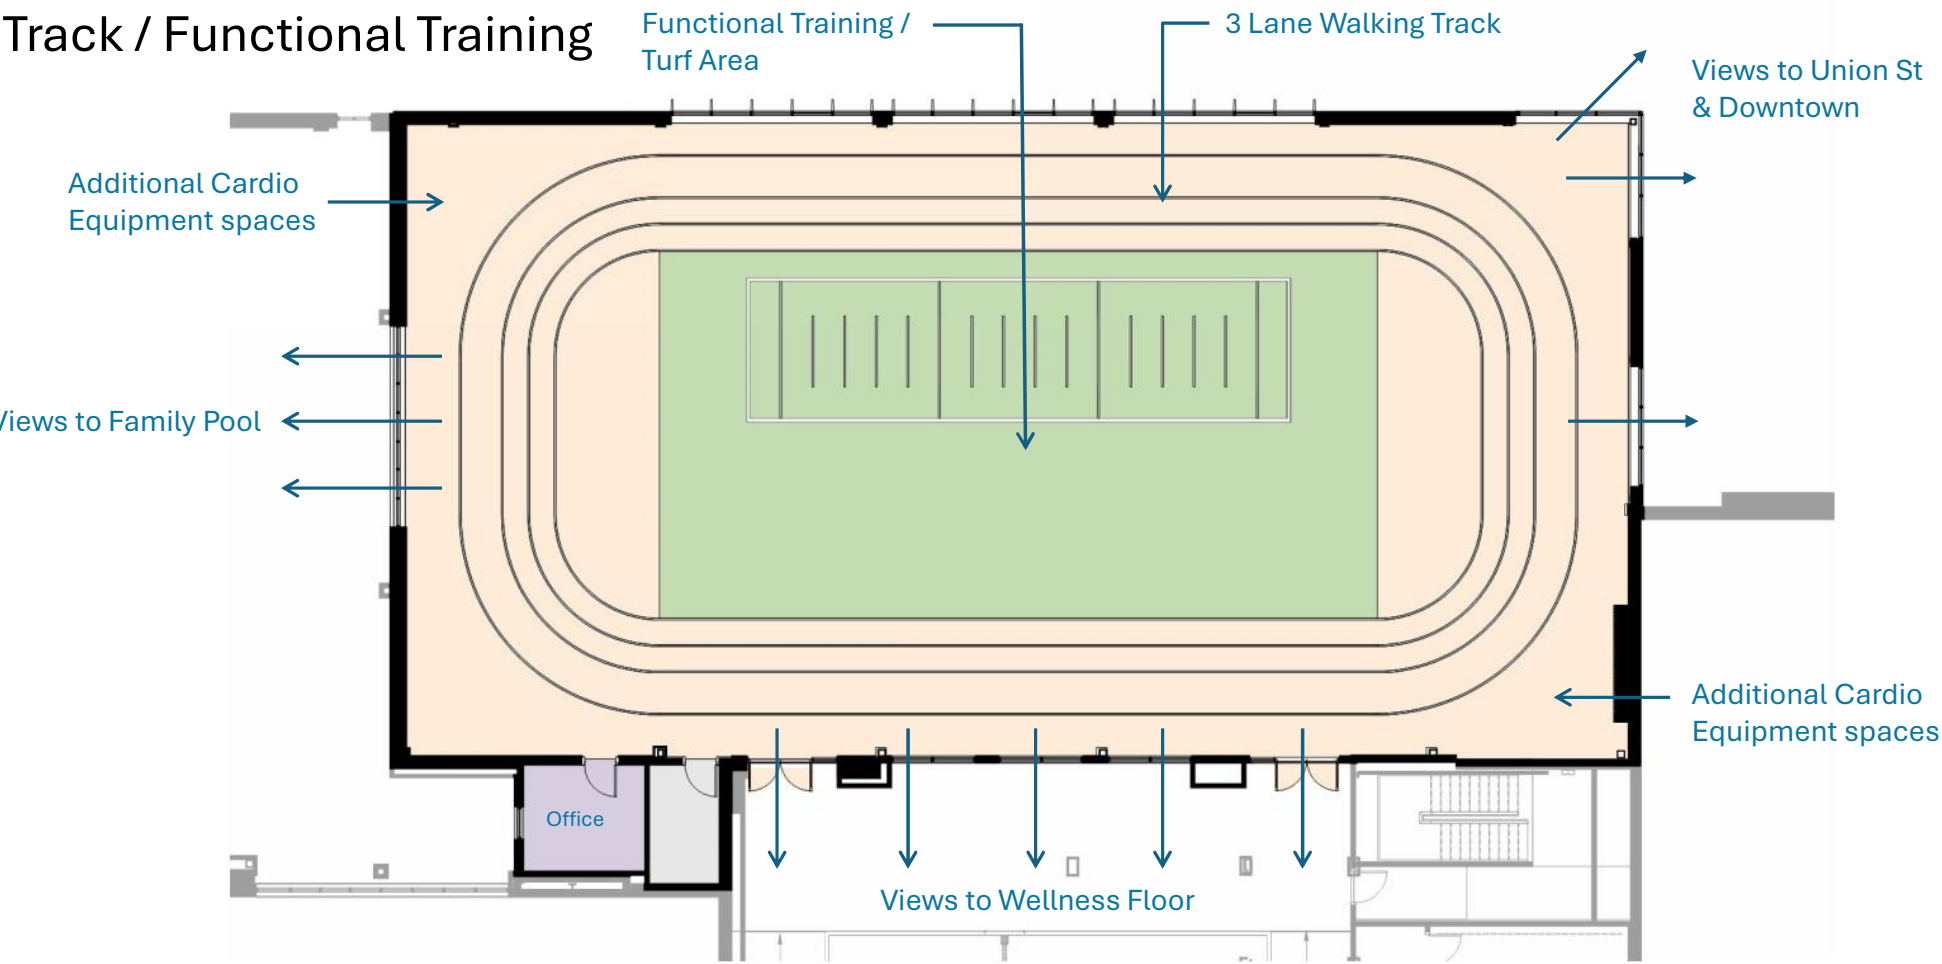 Track / Functional Training
Functional Training /
Turf Area
3 Lane Walking Track
Views to Union St
& Downtown
Additional Cardio
Equipment spaces
Views to Family Pool
Additional Cardio
Equipment spaces
Office
Views to Wellness Floor